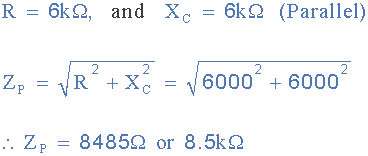 R = 6kΩ, and X_C = 6kΩ (Parallel)
Z_P = √(R² + X_C²) = √(6000² + 6000²)
∴ Z_P = 8485Ω or 8.5kΩ